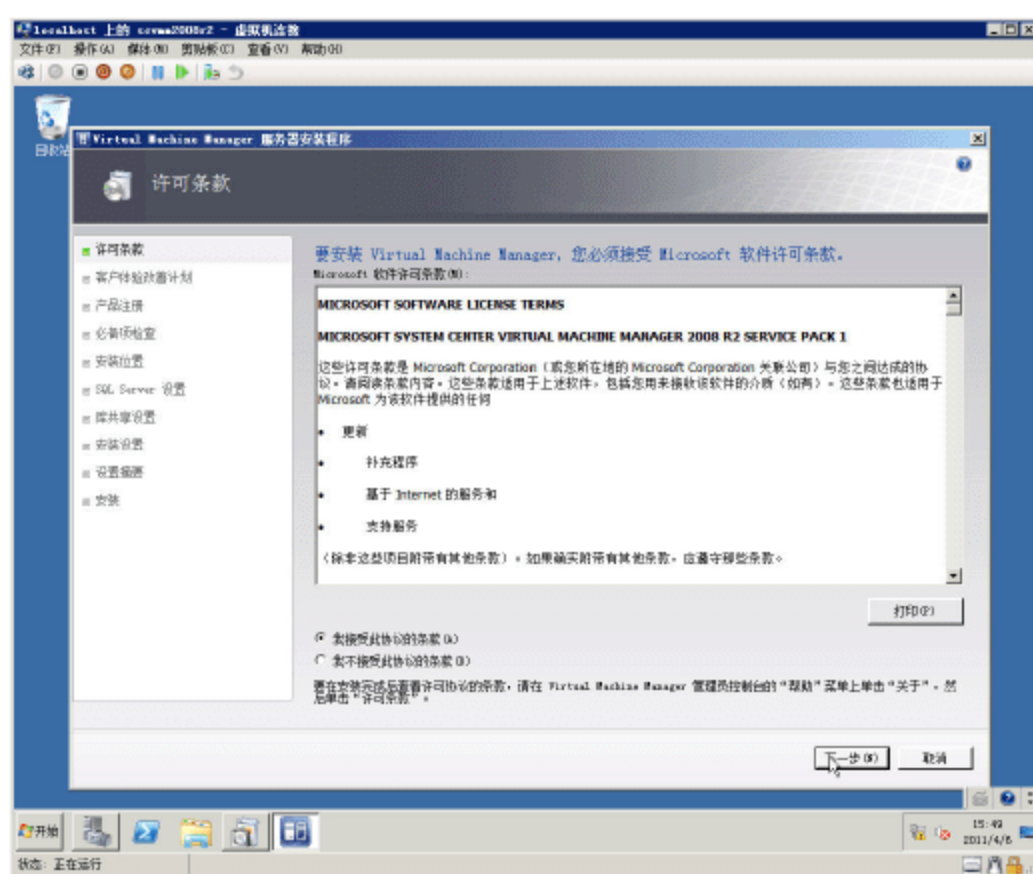 localhost 上的 scvmm2008r2 - 虚拟机连接
文件(F) 操作(A) 媒体(M) 剪贴板(C) 查看(V) 帮助(H)
回收站
Virtual Machine Manager 服务器安装程序
许可条款
许可条款
客户体验改善计划
产品注册
必备项检查
安装位置
SQL Server 设置
库共享设置
安装设置
设置摘要
安装
要安装 Virtual Machine Manager, 您必须接受 Microsoft 软件许可条款。
Microsoft 软件许可条款(M):
MICROSOFT SOFTWARE LICENSE TERMS
MICROSOFT SYSTEM CENTER VIRTUAL MACHINE MANAGER 2008 R2 SERVICE PACK 1
这些许可条款是 Microsoft Corporation（或您所在地的 Microsoft Corporation 关联公司）与您之间达成的协
议。请阅读条款内容。这些条款适用于上述软件，包括您用来接收该软件的介质（如有）。这些条款也适用于
Microsoft 为该软件提供的任何
• 更新
• 补充程序
• 基于 Internet 的服务和
• 支持服务
（除非这些项目附带有其他条款）。如果确实附带有其他条款，应遵守那些条款。
打印(P)
我接受此协议的条款(A)
我不接受此协议的条款(D)
要在安装完成后查看许可协议的条款，请在 Virtual Machine Manager 管理员控制台的“帮助”菜单上单击“关于”，然
后单击“许可条款”。
下一步(N) 取消
开始
15:49
2011/4/6
状态: 正在运行